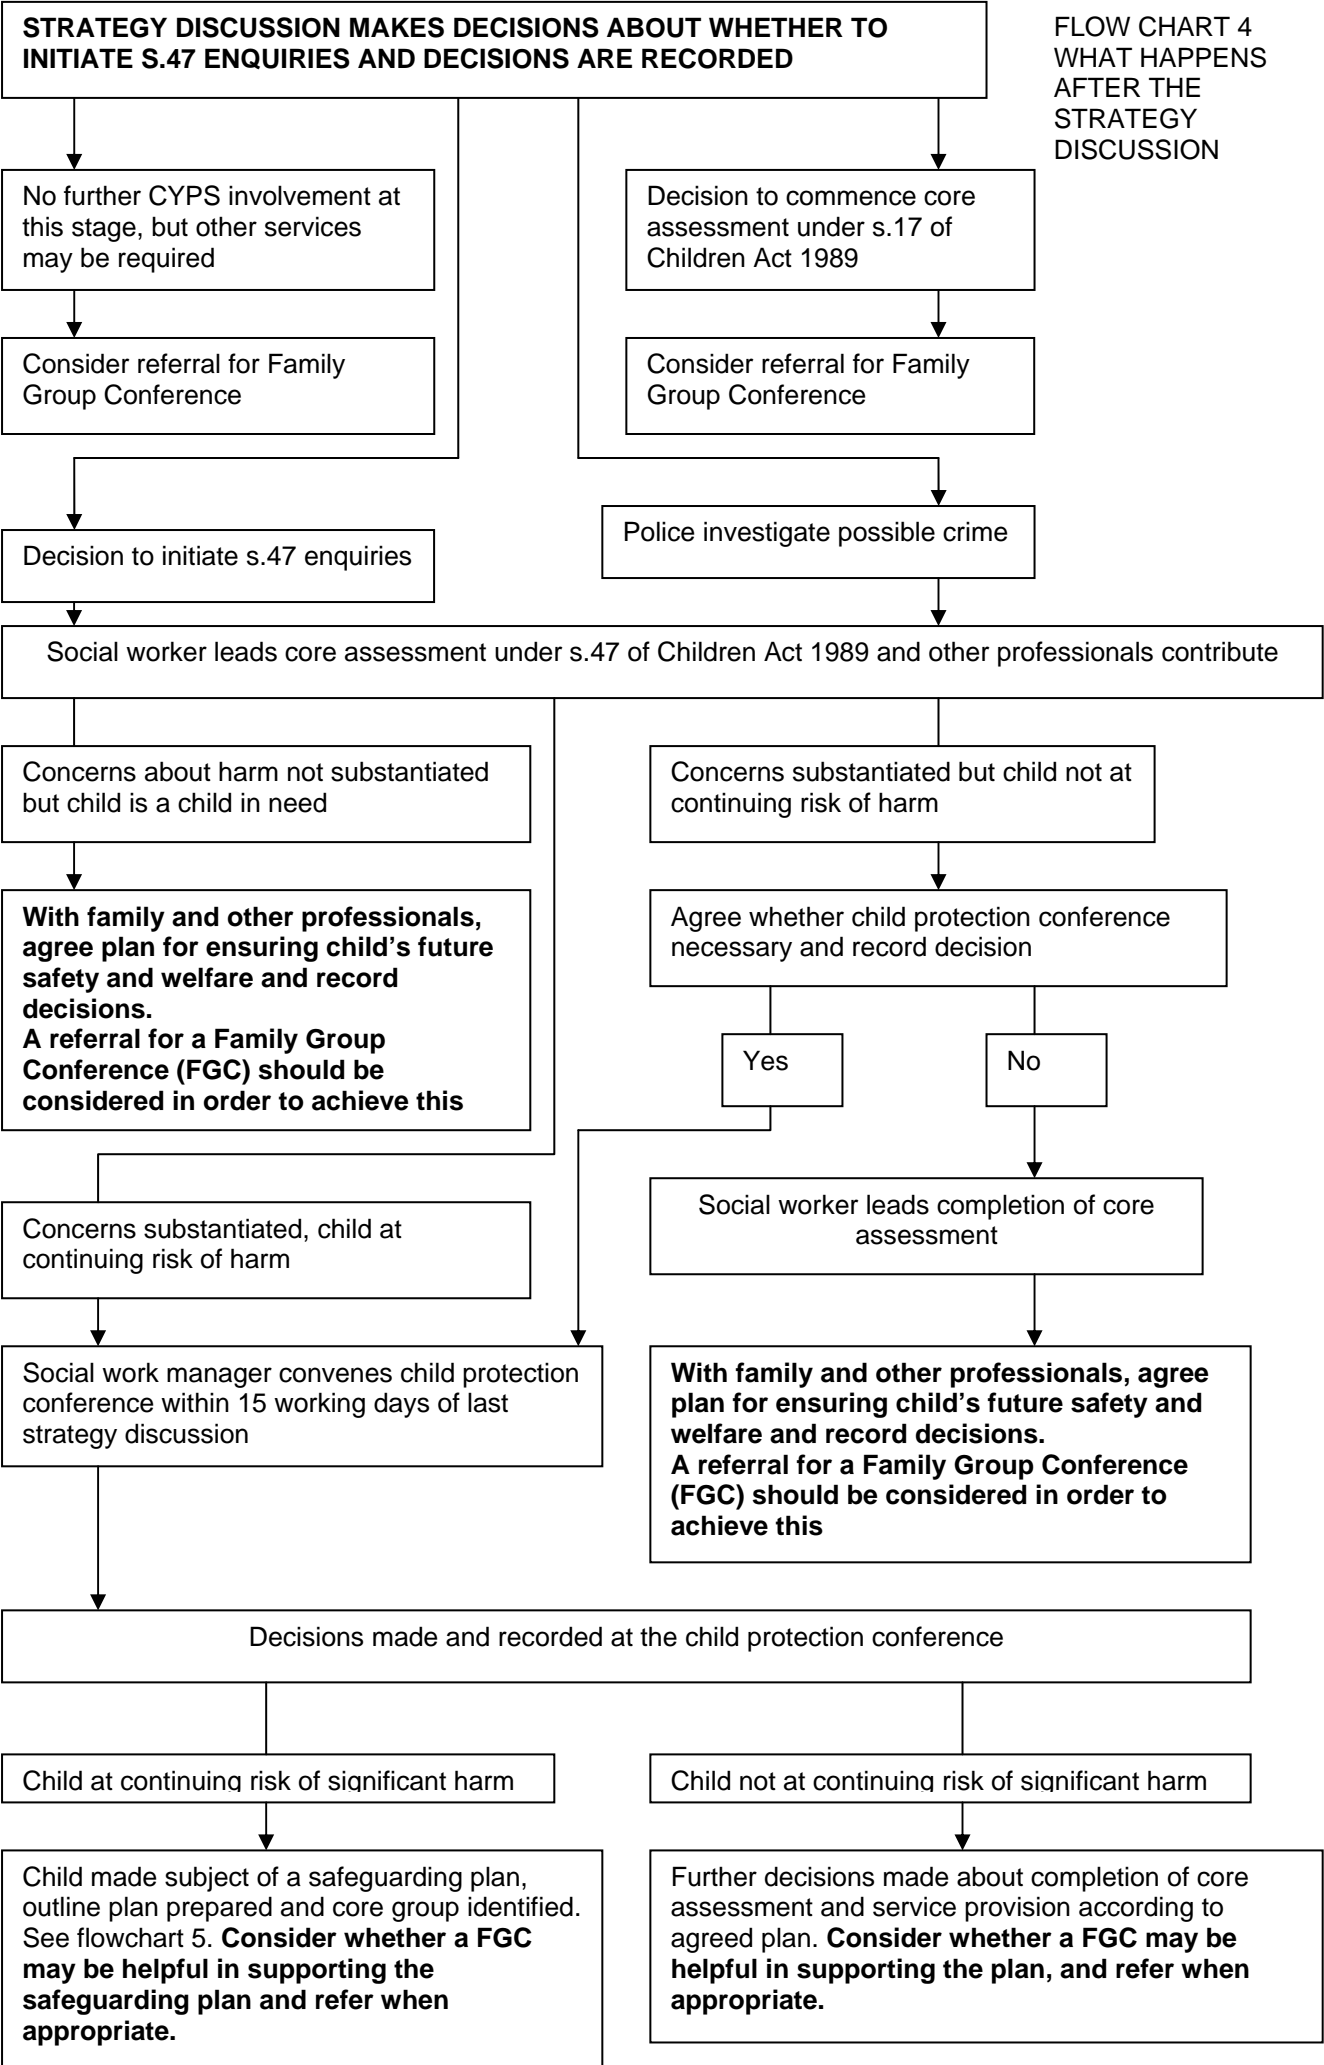 STRATEGY DISCUSSION MAKES DECISIONS ABOUT WHETHER TO
INITIATE S.47 ENQUIRIES AND DECISIONS ARE RECORDED
FLOW CHART 4
WHAT HAPPENS
AFTER THE
STRATEGY
DISCUSSION
No further CYPS involvement at
this stage, but other services
may be required
Decision to commence core
assessment under s.17 of
Children Act 1989
Consider referral for Family
Group Conference
Consider referral for Family
Group Conference
Decision to initiate s.47 enquiries
Police investigate possible crime
Social worker leads core assessment under s.47 of Children Act 1989 and other professionals contribute
Concerns about harm not substantiated
but child is a child in need
Concerns substantiated but child not at
continuing risk of harm
With family and other professionals,
agree plan for ensuring child’s future
safety and welfare and record
decisions.
A referral for a Family Group
Conference (FGC) should be
considered in order to achieve this
Agree whether child protection conference
necessary and record decision
Yes
No
Concerns substantiated, child at
continuing risk of harm
Social worker leads completion of core
assessment
Social work manager convenes child protection
conference within 15 working days of last
strategy discussion
With family and other professionals, agree
plan for ensuring child’s future safety and
welfare and record decisions.
A referral for a Family Group Conference
(FGC) should be considered in order to
achieve this
Decisions made and recorded at the child protection conference
Child at continuing risk of significant harm
Child not at continuing risk of significant harm
Child made subject of a safeguarding plan,
outline plan prepared and core group identified.
See flowchart 5. Consider whether a FGC
may be helpful in supporting the
safeguarding plan and refer when
appropriate.
Further decisions made about completion of core
assessment and service provision according to
agreed plan. Consider whether a FGC may be
helpful in supporting the plan, and refer when
appropriate.